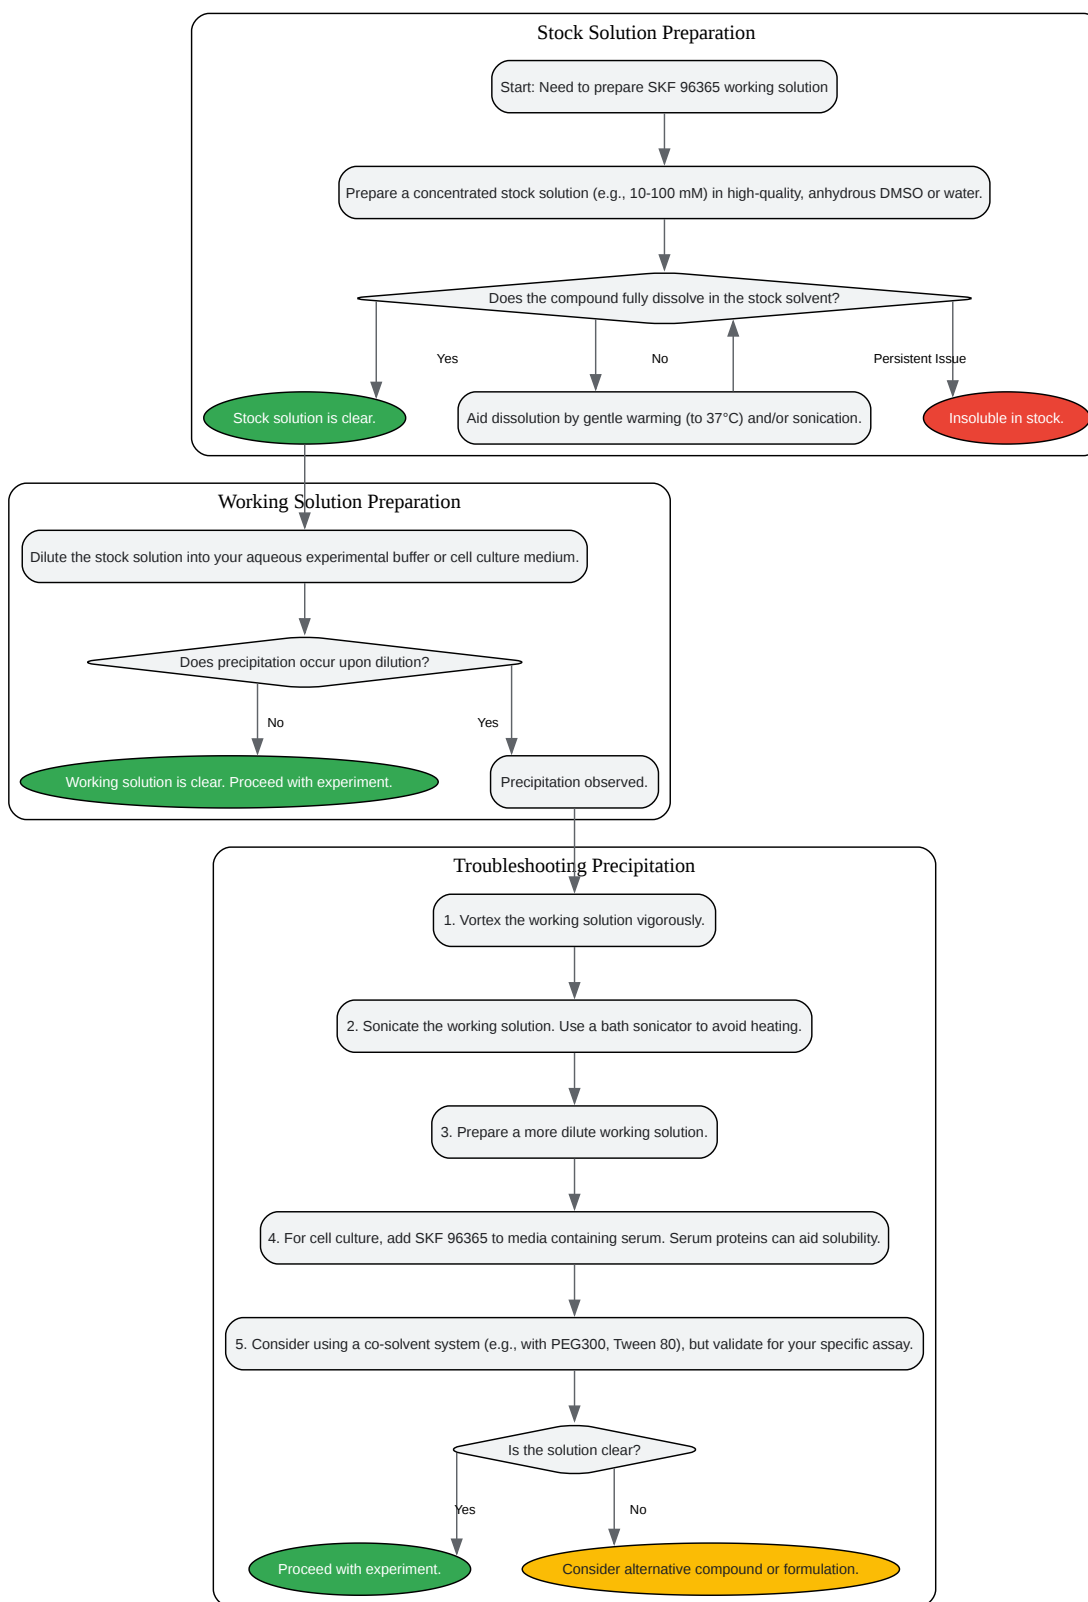 Stock Solution Preparation
Start: Need to prepare SKF 96365 working solution
Prepare a concentrated stock solution (e.g., 10-100 mM) in high-quality, anhydrous DMSO or water.
Does the compound fully dissolve in the stock solvent?
Yes
No
Persistent Issue
Stock solution is clear.
Aid dissolution by gentle warming (to 37°C) and/or sonication.
Insoluble in stock.
Working Solution Preparation
Dilute the stock solution into your aqueous experimental buffer or cell culture medium.
Does precipitation occur upon dilution?
No
Yes
Working solution is clear. Proceed with experiment.
Precipitation observed.
Troubleshooting Precipitation
1. Vortex the working solution vigorously.
2. Sonicate the working solution. Use a bath sonicator to avoid heating.
3. Prepare a more dilute working solution.
4. For cell culture, add SKF 96365 to media containing serum. Serum proteins can aid solubility.
5. Consider using a co-solvent system (e.g., with PEG300, Tween 80), but validate for your specific assay.
Is the solution clear?
Yes
No
Proceed with experiment.
Consider alternative compound or formulation.